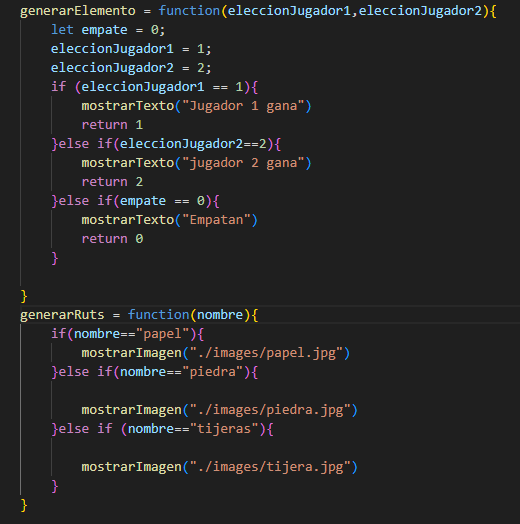 generarElemento = function(eleccionJugador1,eleccionJugador2){
    let empate = 0;
    eleccionJugador1 = 1;
    eleccionJugador2 = 2;
    if (eleccionJugador1 == 1){
        mostrarTexto("Jugador 1 gana")
        return 1
    }else if(eleccionJugador2==2){
        mostrarTexto("jugador 2 gana")
        return 2
    }else if(empate == 0){
        mostrarTexto("Empatan")
        return 0
    }
}
generarRuts = function(nombre){
    if(nombre=="papel"){
        mostrarImagen("./images/papel.jpg")
    }else if(nombre=="piedra"){
        mostrarImagen("./images/piedra.jpg")
    }else if (nombre=="tijeras"){
        mostrarImagen("./images/tijera.jpg")
    }
}